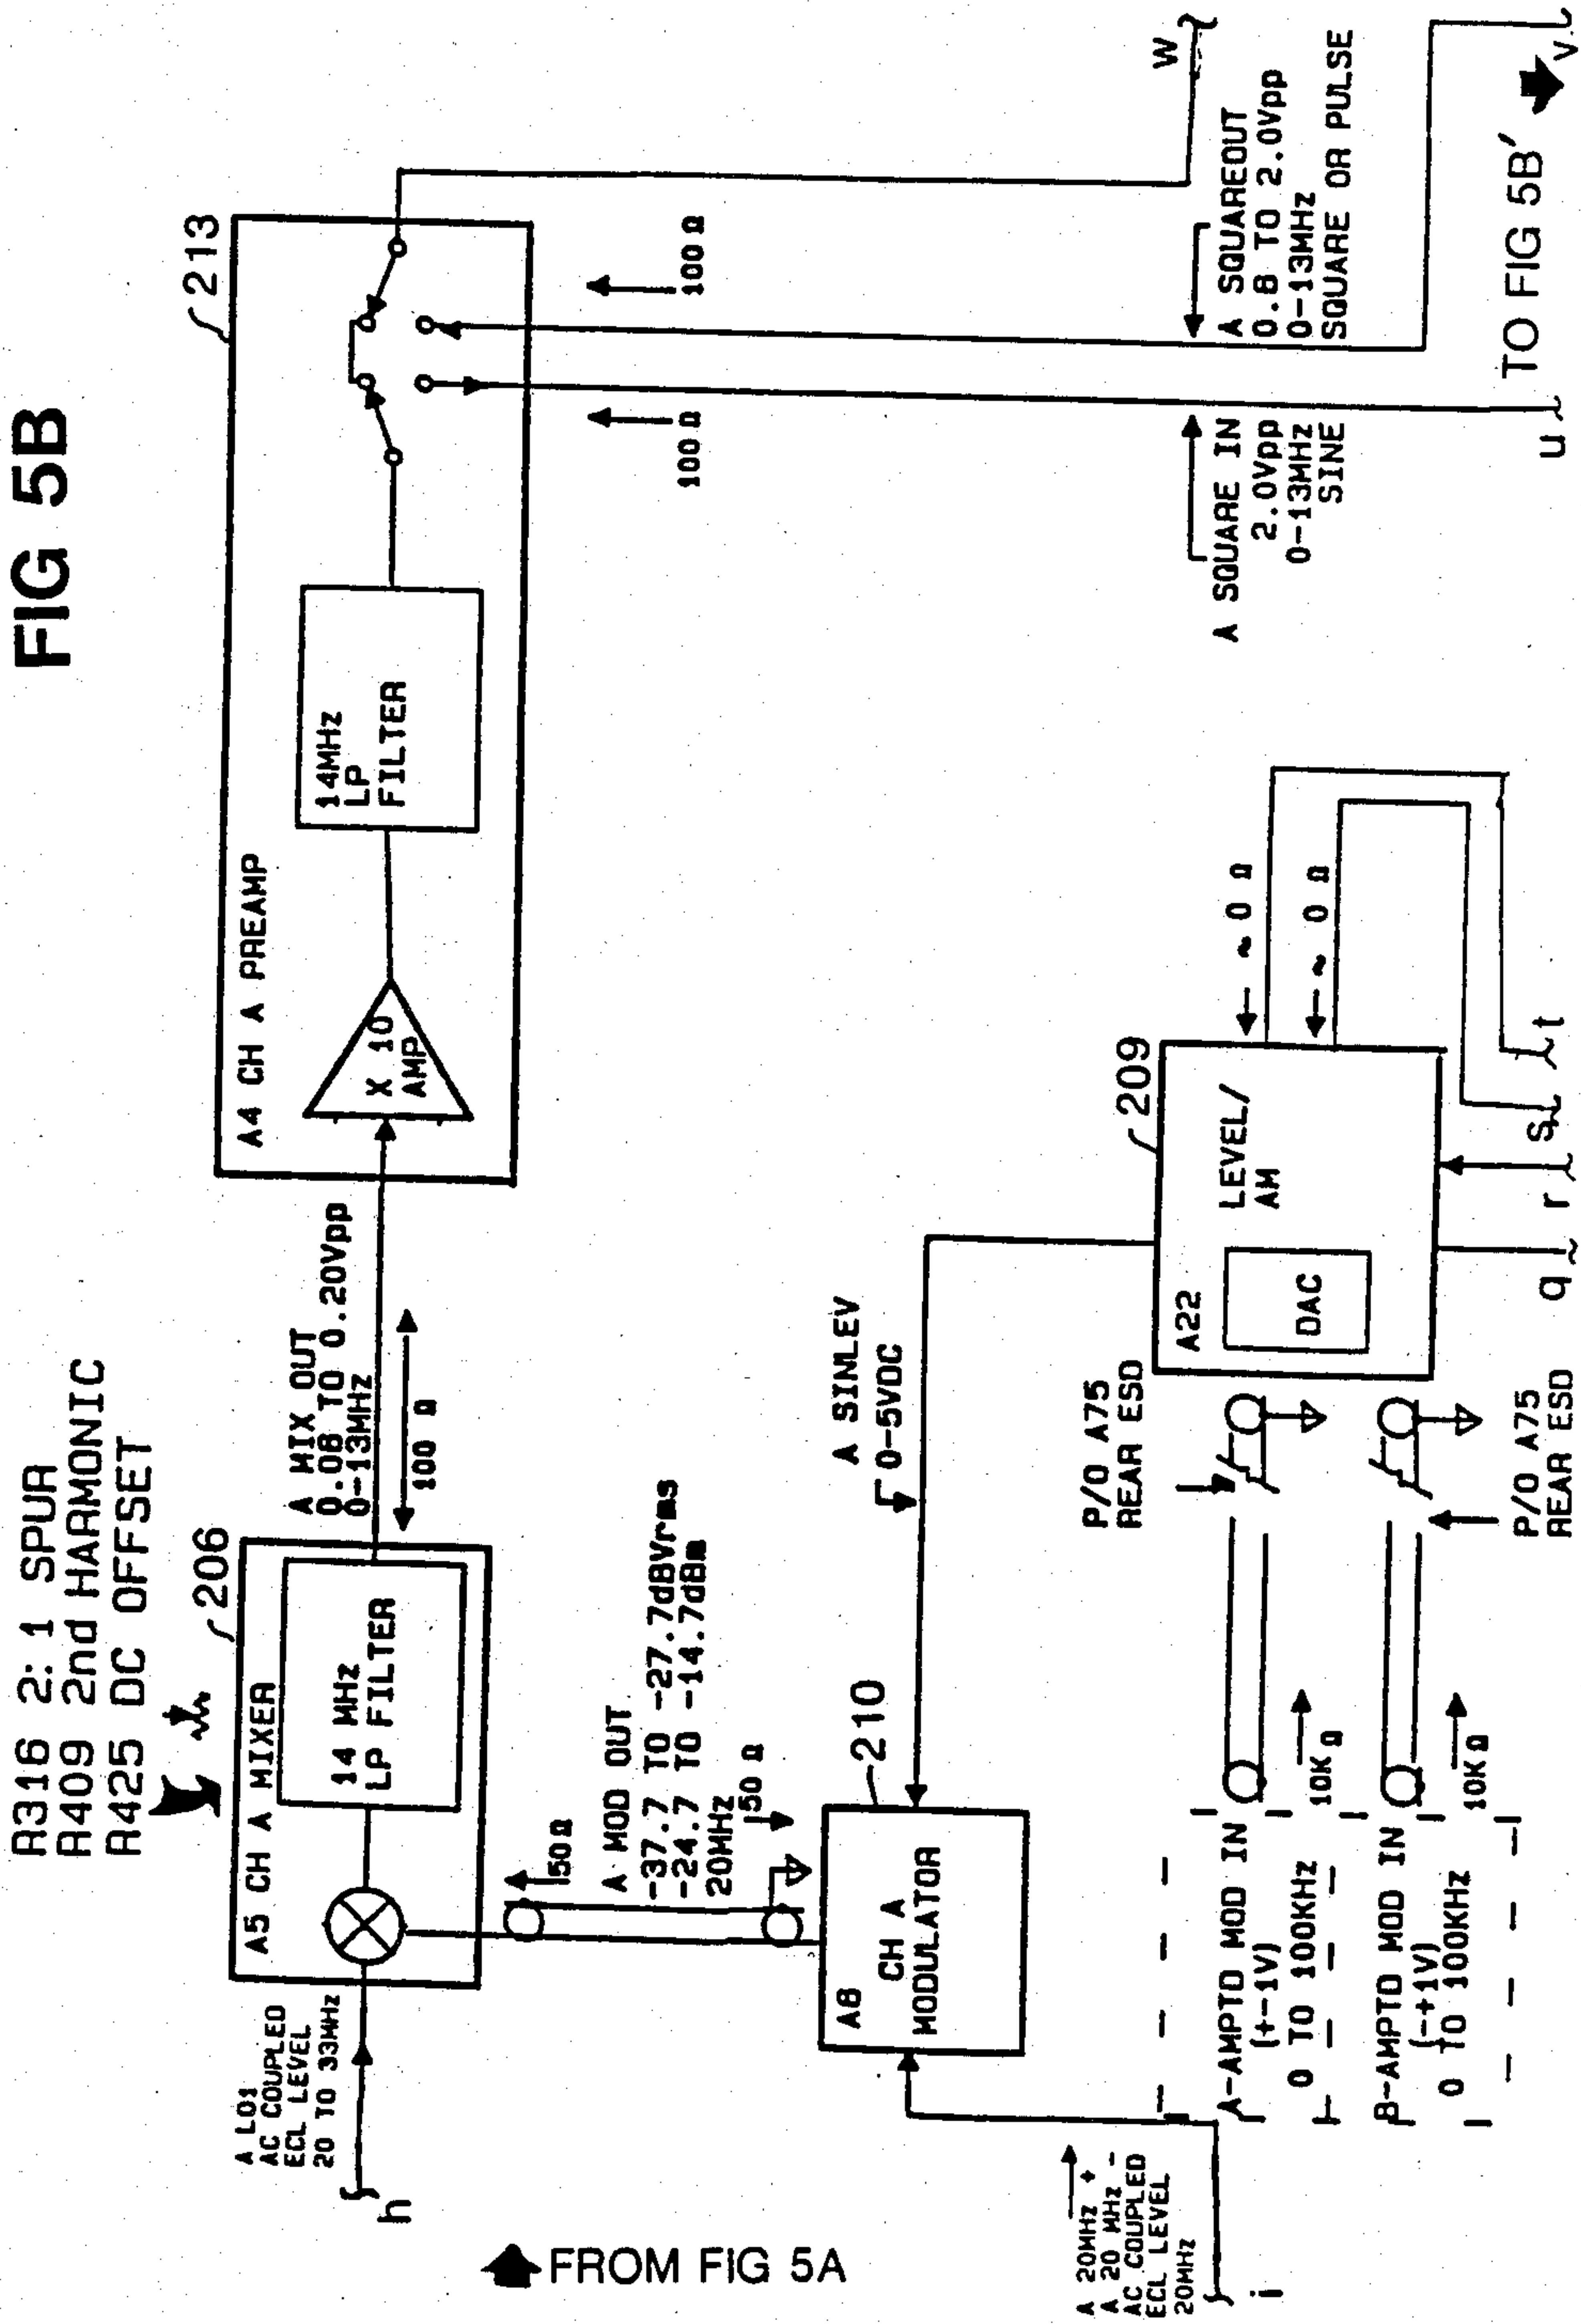 FIG 5B
R316 2:1 SPUR
R409 2nd HARMONIC
R425 DC OFFSET
206
A5 CH A MIXER
14 MHz
LP FILTER
A LO1
AC COUPLED
ECL LEVEL
20 TO 33MHz
h
A MIX OUT
0.08 TO 0.20Vpp
0-13MHz
100 Ω
213
A4 CH A PREAMP
X 10
AMP
14MHz
LP
FILTER
100 Ω
100 Ω
W
FROM FIG 5A
50Ω
A MOD OUT
-37.7 TO -27.7dBVrms
-24.7 TO -14.7dBm
20MHz
50 Ω
210
A6
CH A
MODULATOR
A SINLEV
0-5VDC
A 20MHz +
A 20 MHz -
AC COUPLED
ECL LEVEL
20MHz
i
A SQUARE IN
2.0Vpp
0-13MHz
SINE
A SQUAREOUT
0.8 TO 2.0Vpp
0-13MHz
SQUARE OR PULSE
209
A22
LEVEL/
AM
DAC
~ 0 Ω
~ 0 Ω
P/O A75
REAR ESD
A-AMPTD MOD IN
(+-1V)
0 TO 100KHz
10KΩ
B-AMPTD MOD IN
(-+1V)
0 TO 100KHz
10KΩ
P/O A75
REAR ESD
q
r
s
t
u
TO FIG 5B'
v